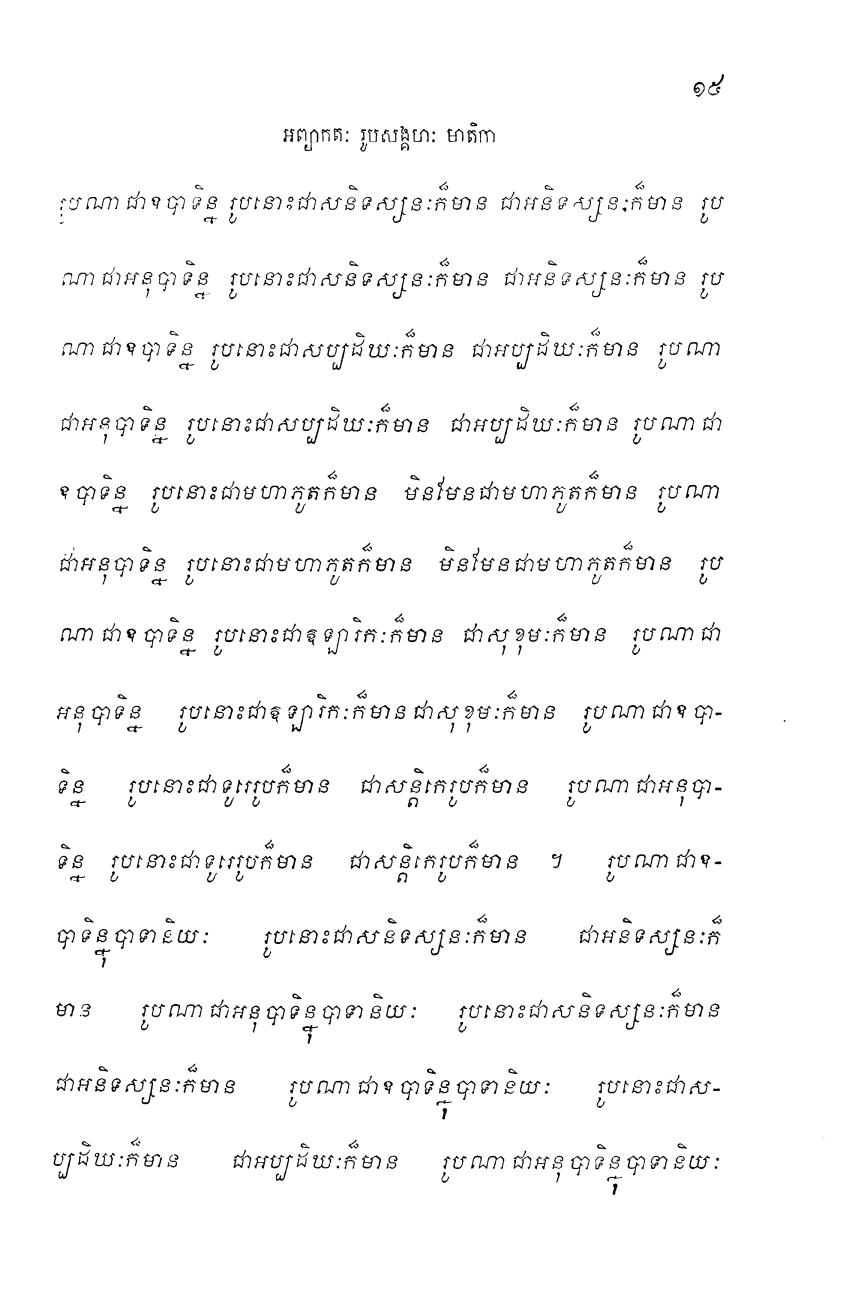 ១៥
អព្យាកតៈ រូបសង្គហៈ មាតិកា
រូបណាជាឧបាទិន្ន រូបនោះជាសនិទស្សនៈក៏មាន ជាអនិទស្សនៈក៏មាន រូប
ណាជាអនុបាទិន្ន រូបនោះជាសនិទស្សនៈក៏មាន ជាអនិទស្សនៈក៏មាន រូប
ណាជាឧបាទិន្ន រូបនោះជាសប្បដិឃៈក៏មាន ជាអប្បដិឃៈក៏មាន រូបណា
ជាអនុបាទិន្ន រូបនោះជាសប្បដិឃៈក៏មាន ជាអប្បដិឃៈក៏មាន រូបណាជា
ឧបាទិន្ន រូបនោះជាមហាភូតក៏មាន មិនមែនជាមហាភូតក៏មាន រូបណា
ជាអនុបាទិន្ន រូបនោះជាមហាភូតក៏មាន មិនមែនជាមហាភូតក៏មាន រូប
ណាជាឧបាទិន្ន រូបនោះជាឱឡារិកៈក៏មាន ជាសុខុមៈក៏មាន រូបណាជា
អនុបាទិន្ន រូបនោះជាឱឡារិកៈក៏មានជាសុខុមៈក៏មាន រូបណាជាឧបា-
ទិន្ន រូបនោះជាទូរេរូបក៏មាន ជាសន្តិកេរូបក៏មាន រូបណាជាអនុបា-
ទិន្ន រូបនោះជាទូរេរូបក៏មាន ជាសន្តិកេរូបក៏មាន ។ រូបណាជាឧ-
បាទិន្នុបាទានិយៈ រូបនោះជាសនិទស្សនៈក៏មាន ជាអនិទស្សនៈក៏
មាន រូបណាជាអនុបាទិន្នុបាទានិយៈ រូបនោះជាសនិទស្សនៈក៏មាន
ជាអនិទស្សនៈក៏មាន រូបណាជាឧបាទិន្នុបាទានិយៈ រូបនោះជាស-
ប្បដិឃៈក៏មាន ជាអប្បដិឃៈក៏មាន រូបណាជាអនុបាទិន្នុបាទានិយៈ